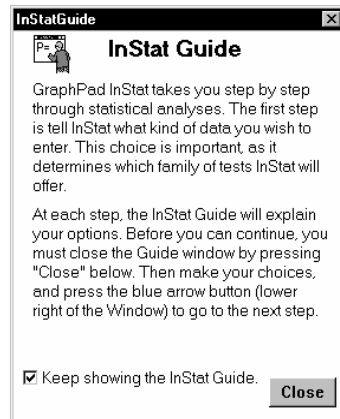 InStatGuide
P=
InStat Guide
GraphPad InStat takes you step by step
through statistical analyses. The first step
is tell InStat what kind of data you wish to
enter. This choice is important, as it
determines which family of tests InStat will
offer.
At each step, the InStat Guide will explain
your options. Before you can continue, you
must close the Guide window by pressing
"Close" below. Then make your choices,
and press the blue arrow button (lower
right of the Window) to go to the next step.
Keep showing the InStat Guide.
Close